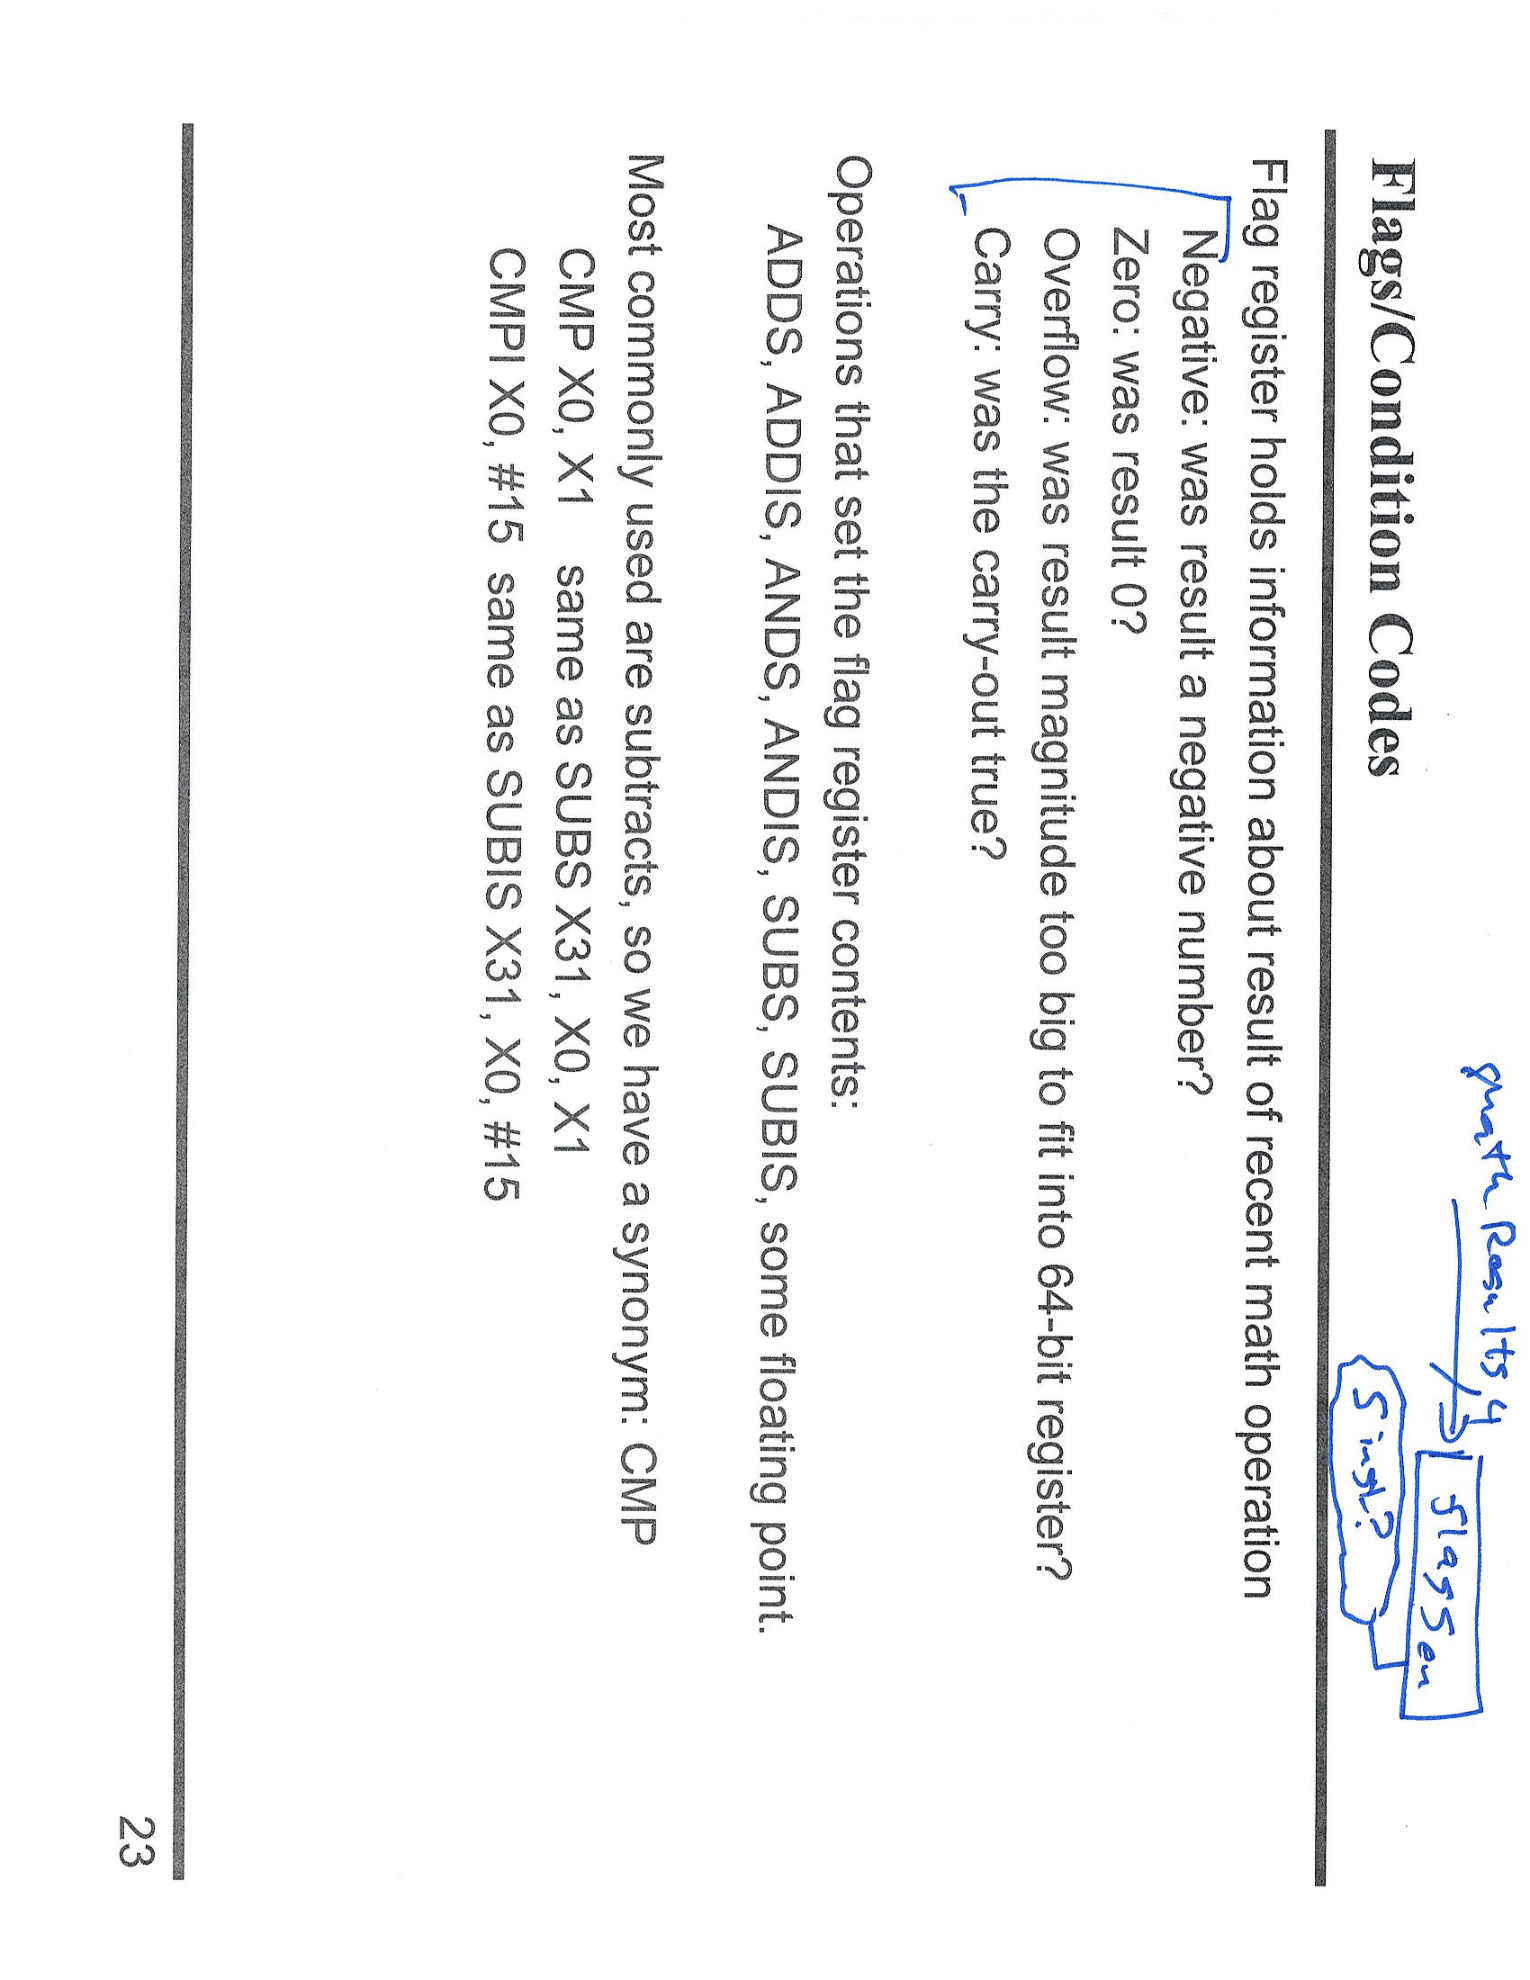 Flags/Condition Codes
math Results 4
flags en
Flag register holds information about result of recent math operation
Negative: was result a negative number?
Zero: was result 0?
Overflow: was result magnitude too big to fit into 64-bit register?
Carry: was the carry-out true?
Operations that set the flag register contents:
ADDS, ADDIS, ANDS, ANDIS, SUBS, SUBIS, some floating point.
Most commonly used are subtracts, so we have a synonym: CMP
CMP X0, X1 same as SUBS X31, X0, X1
CMPI X0, #15 same as SUBIS X31, X0, #15
23